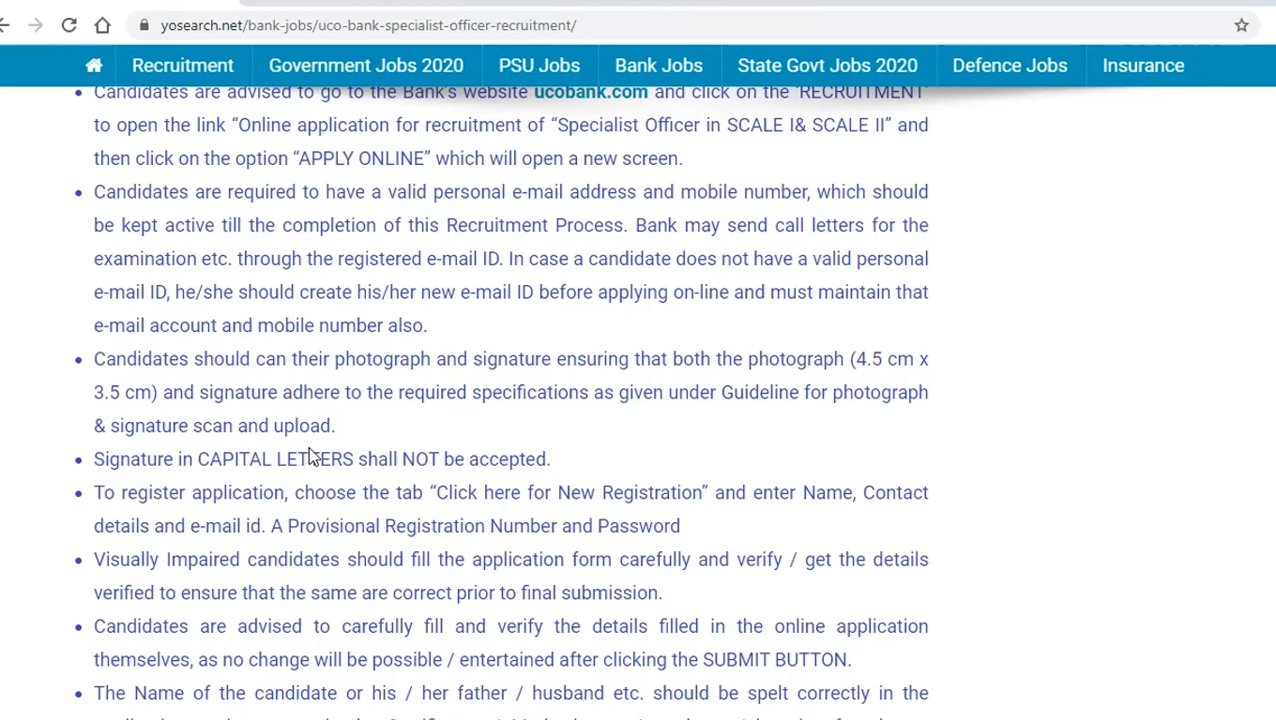 yosearch.net/bank-jobs/uco-bank-specialist-officer-recruitment/
Recruitment Government Jobs 2020 PSU Jobs Bank Jobs State Govt Jobs 2020 Defence Jobs Insurance
Candidates are advised to go to the Bank's website ucobank.com and click on the 'RECRUITMENT'
to open the link “Online application for recruitment of “Specialist Officer in SCALE I& SCALE II” and
then click on the option “APPLY ONLINE” which will open a new screen.
Candidates are required to have a valid personal e-mail address and mobile number, which should
be kept active till the completion of this Recruitment Process. Bank may send call letters for the
examination etc. through the registered e-mail ID. In case a candidate does not have a valid personal
e-mail ID, he/she should create his/her new e-mail ID before applying on-line and must maintain that
e-mail account and mobile number also.
Candidates should can their photograph and signature ensuring that both the photograph (4.5 cm x
3.5 cm) and signature adhere to the required specifications as given under Guideline for photograph
& signature scan and upload.
Signature in CAPITAL LETTERS shall NOT be accepted.
To register application, choose the tab “Click here for New Registration” and enter Name, Contact
details and e-mail id. A Provisional Registration Number and Password
Visually Impaired candidates should fill the application form carefully and verify / get the details
verified to ensure that the same are correct prior to final submission.
Candidates are advised to carefully fill and verify the details filled in the online application
themselves, as no change will be possible / entertained after clicking the SUBMIT BUTTON.
The Name of the candidate or his / her father / husband etc. should be spelt correctly in the